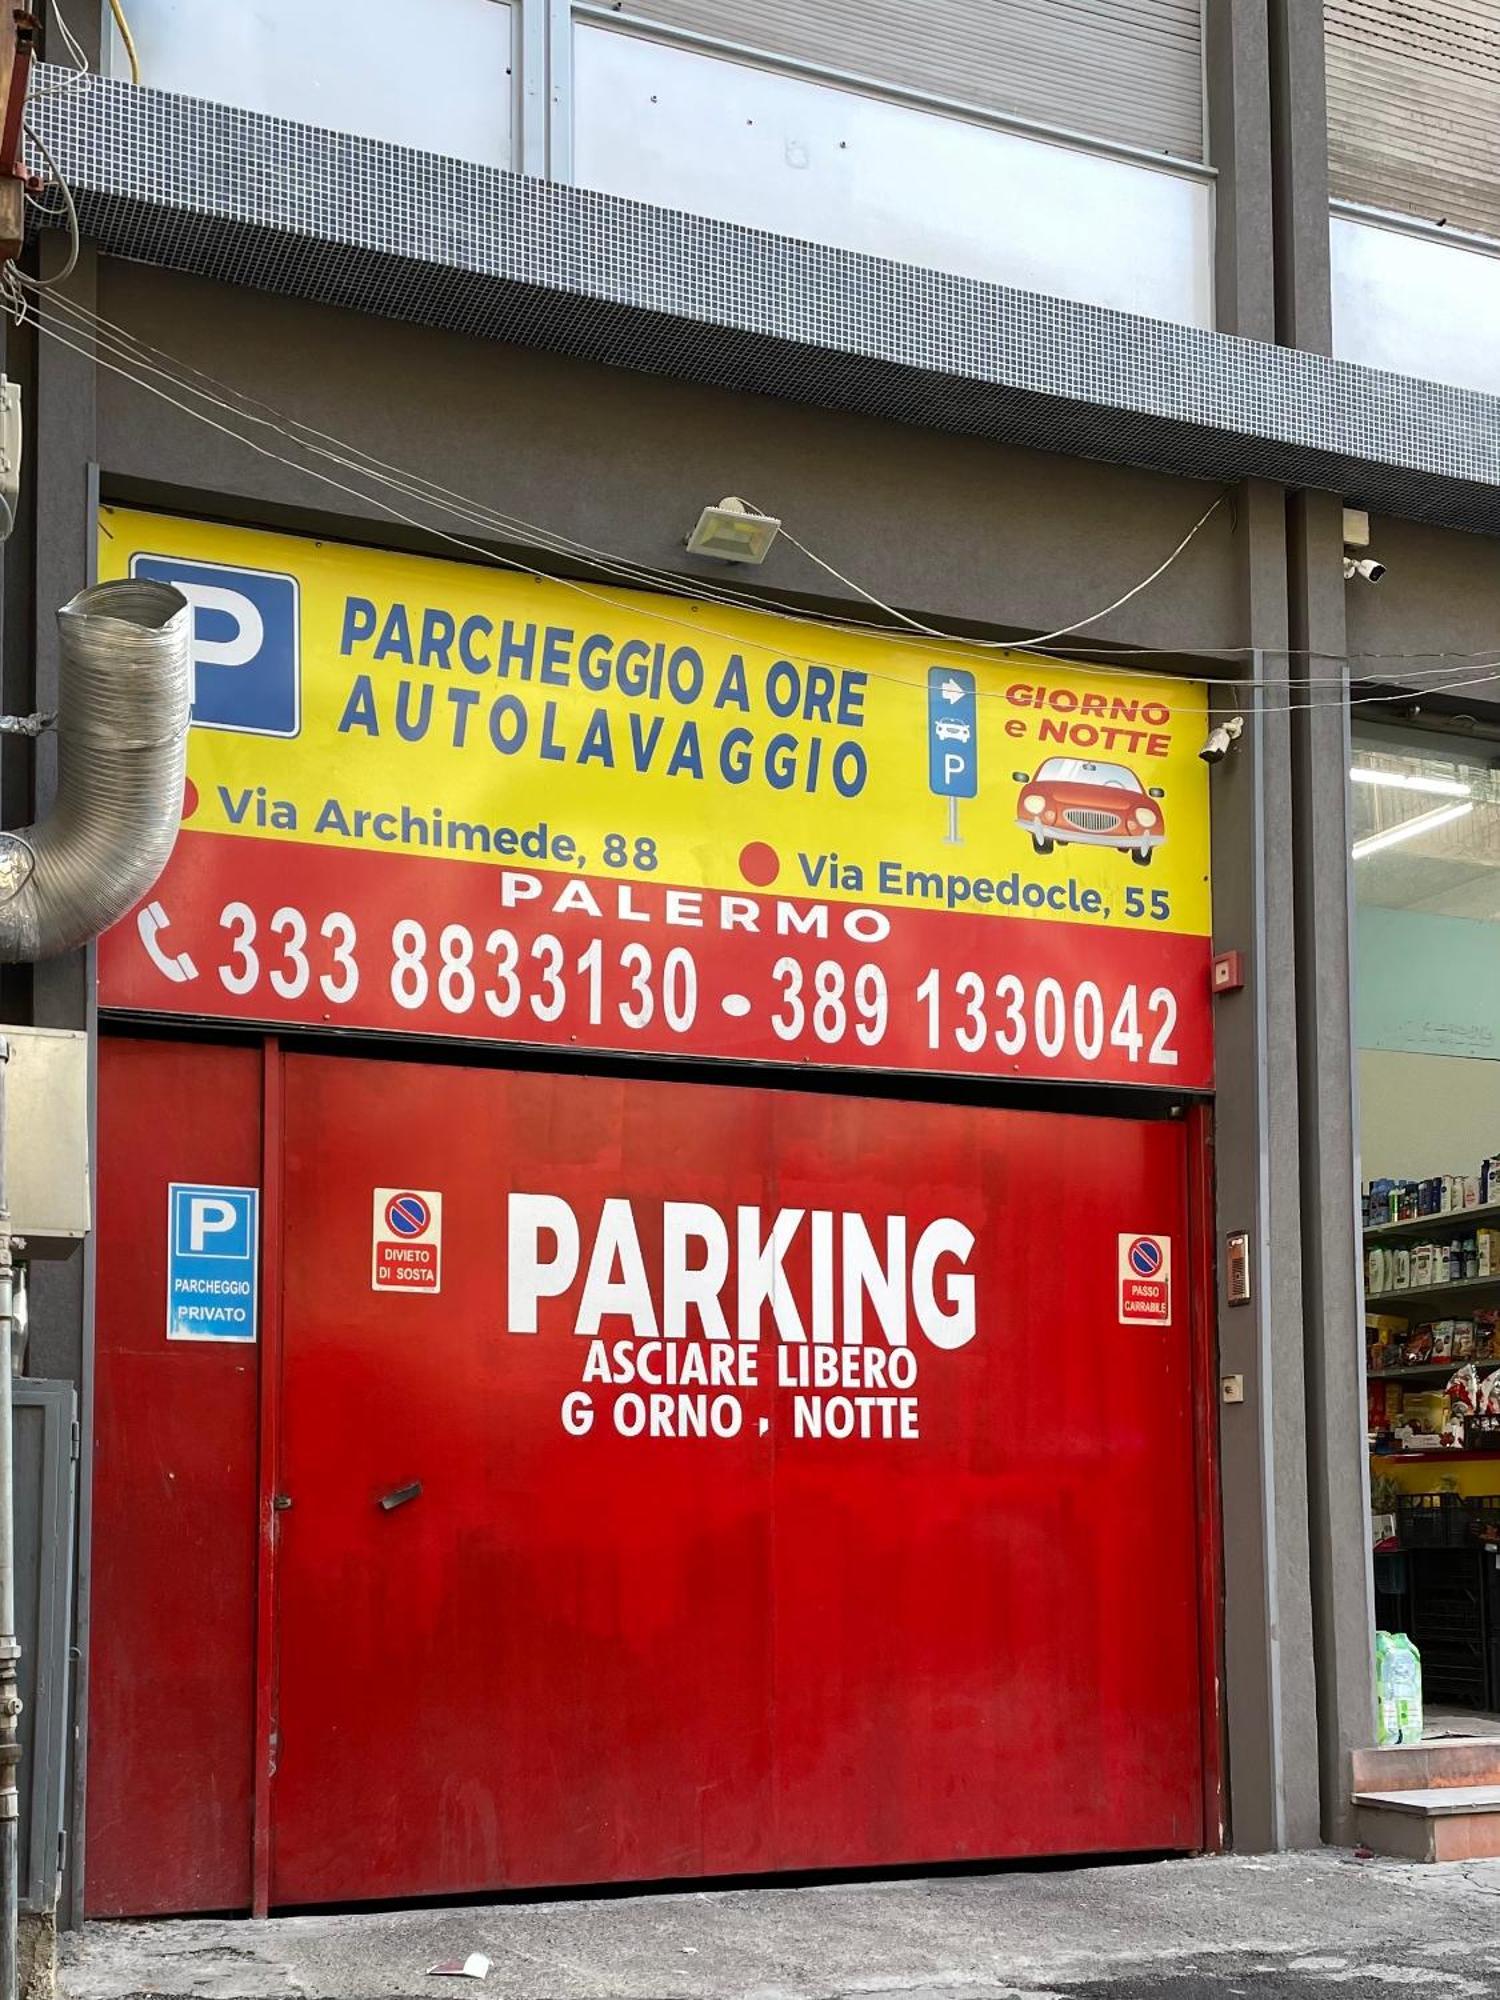 P
PARCHEGGIO A ORE
AUTOLAVAGGIO
P
GIORNO
e NOTTE
Via Archimede, 88
Via Empedocle, 55
PALERMO
333 8833130 - 389 1330042
P
PARCHEGGIO
PRIVATO
DIVIETO
DI SOSTA
PARKING
ASCIARE LIBERO
G ORNO , NOTTE
PASSO
CARRABILE